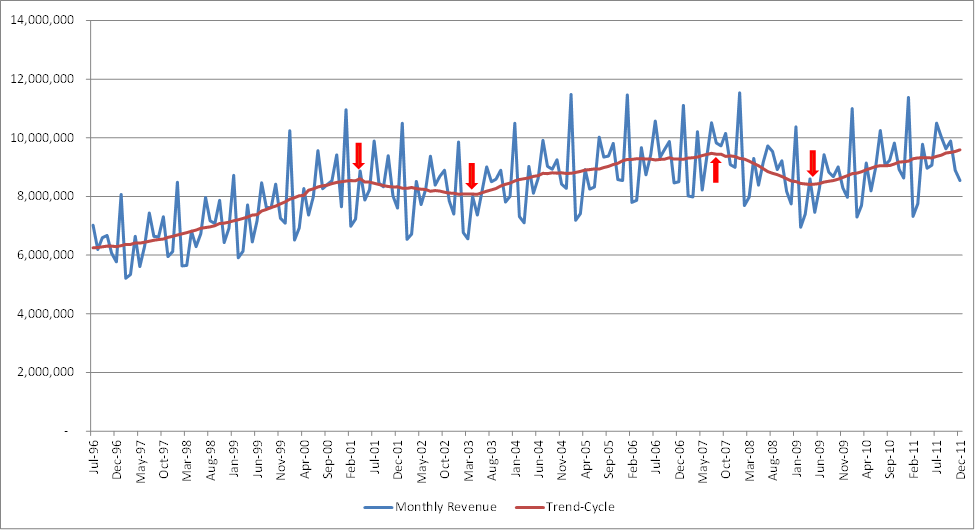 14,000,000
12,000,000
10,000,000
8,000,000
6,000,000
4,000,000
2,000,000
-
Jul-96
Dec-96
May-97
Oct-97
Mar-98
Aug-98
Jan-99
Jun-99
Nov-99
Apr-00
Sep-00
Feb-01
Jul-01
Dec-01
May-02
Oct-02
Mar-03
Aug-03
Jan-04
Jun-04
Nov-04
Apr-05
Sep-05
Feb-06
Jul-06
Dec-06
May-07
Oct-07
Mar-08
Aug-08
Jan-09
Jun-09
Nov-09
Apr-10
Sep-10
Feb-11
Jul-11
Dec-11
Monthly Revenue Trend-Cycle